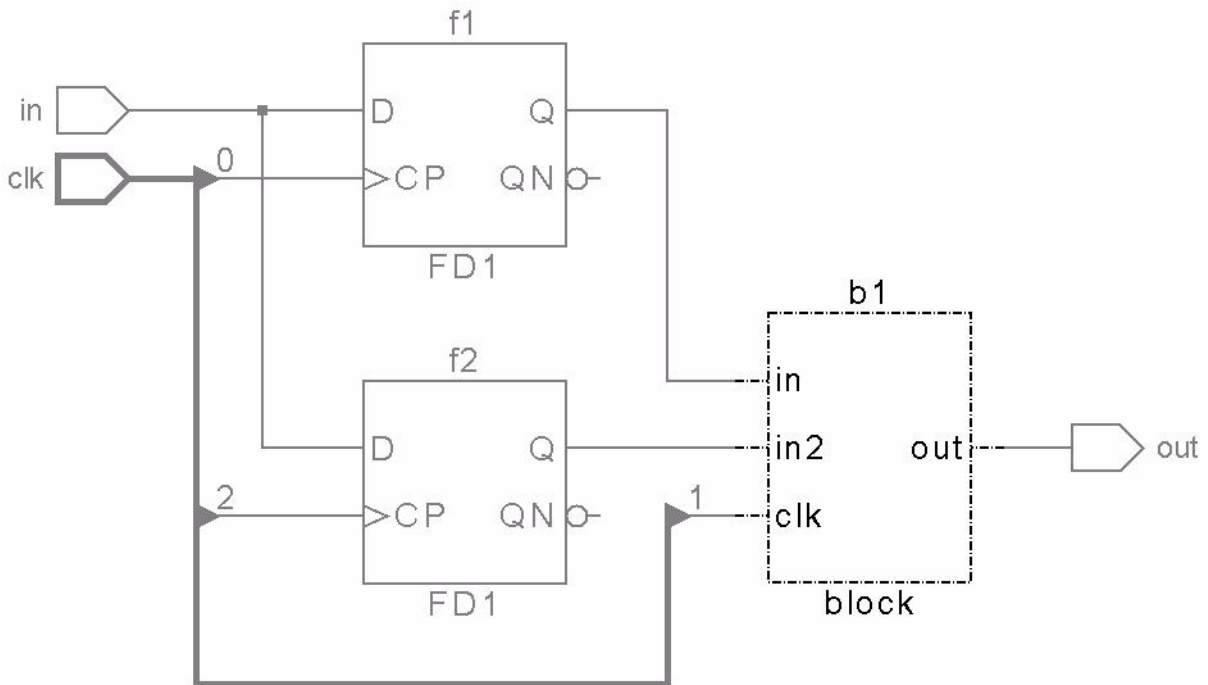 f1
in
D
Q
clk
0
CP
QN
FD1
b1
f2
in
D
Q
in2
out
out
2
CP
QN
1
clk
FD1
block